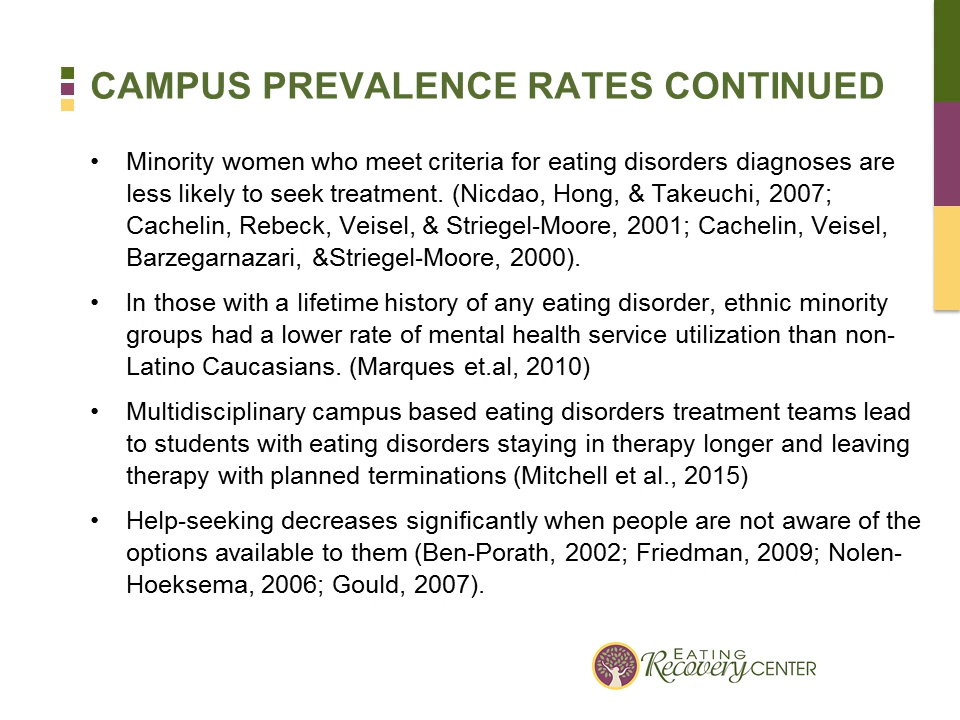 CAMPUS PREVALENCE RATES CONTINUED
• Minority women who meet criteria for eating disorders diagnoses are
less likely to seek treatment. (Nicdao, Hong, & Takeuchi, 2007;
Cachelin, Rebeck, Veisel, & Striegel-Moore, 2001; Cachelin, Veisel,
Barzegarnazari, &Striegel-Moore, 2000).
• In those with a lifetime history of any eating disorder, ethnic minority
groups had a lower rate of mental health service utilization than non-
Latino Caucasians. (Marques et.al, 2010)
• Multidisciplinary campus based eating disorders treatment teams lead
to students with eating disorders staying in therapy longer and leaving
therapy with planned terminations (Mitchell et al., 2015)
• Help-seeking decreases significantly when people are not aware of the
options available to them (Ben-Porath, 2002; Friedman, 2009; Nolen-
Hoeksema, 2006; Gould, 2007).
EATING
Recovery CENTER